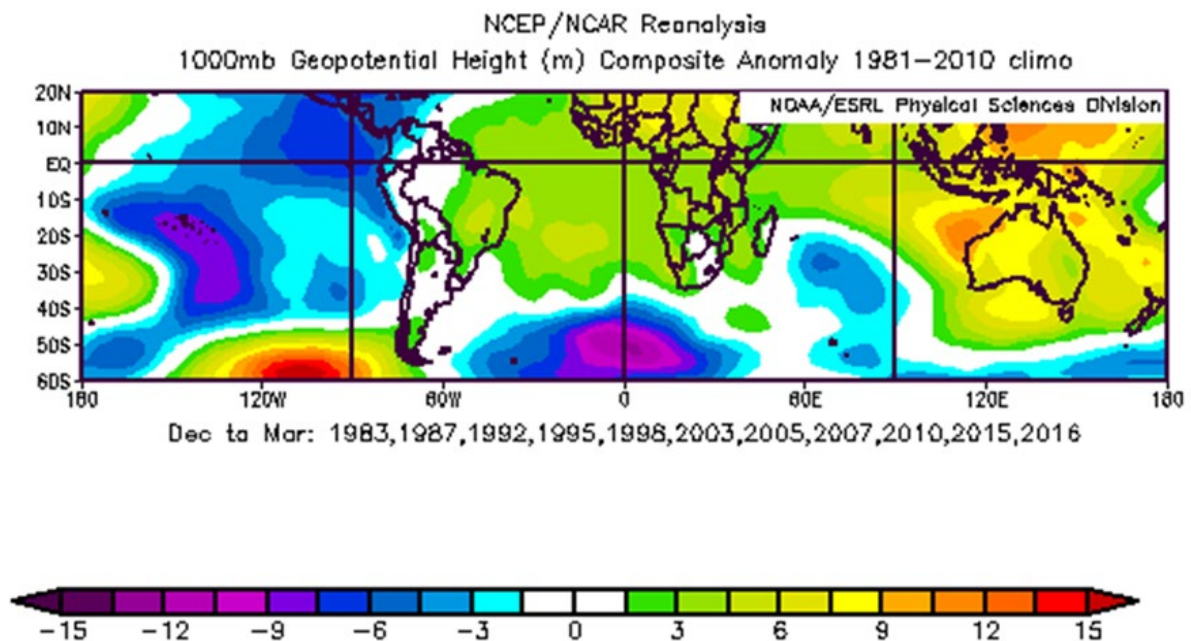 NCEP/NCAR Reanalysis
1000mb Geopotential Height (m) Composite Anomaly 1981-2010 climo
NOAA/ESRL Physical Sciences Division
20N
10N
EQ
10S
20S
30S
40S
50S
60S
180 120W 60W 0 60E 120E 180
Dec to Mar: 1983,1987,1992,1995,1998,2003,2005,2007,2010,2015,2016
-15 -12 -9 -6 -3 0 3 6 9 12 15